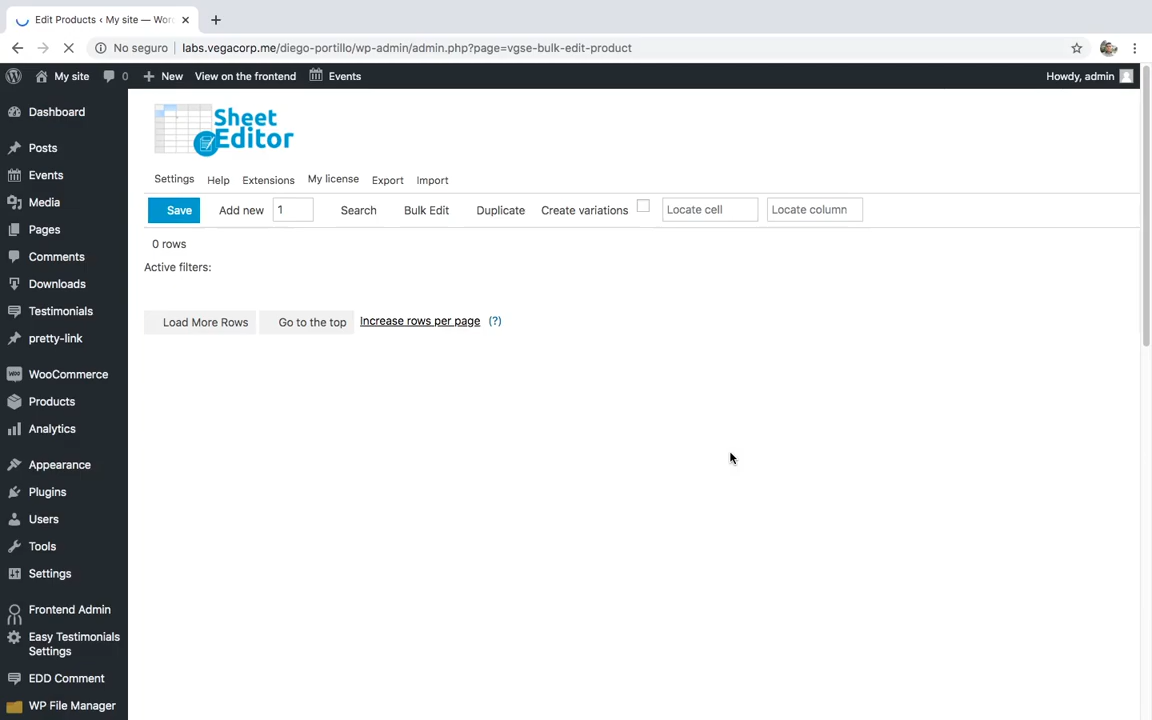 Edit Products ‹ My site — Wor
No seguro
labs.vegacorp.me/diego-portillo/wp-admin/admin.php?page=vgse-bulk-edit-product
My site
0
New
View on the frontend
Events
Howdy, admin
Dashboard
Posts
Events
Media
Pages
Comments
Downloads
Testimonials
pretty-link
WooCommerce
Products
Analytics
Appearance
Plugins
Users
Tools
Settings
Frontend Admin
Easy Testimonials
Settings
EDD Comment
WP File Manager
Sheet
Editor
Settings
Help
Extensions
My license
Export
Import
Save
Add new
1
Search
Bulk Edit
Duplicate
Create variations
Locate cell
Locate column
0 rows
Active filters:
Load More Rows
Go to the top
Increase rows per page
(?)